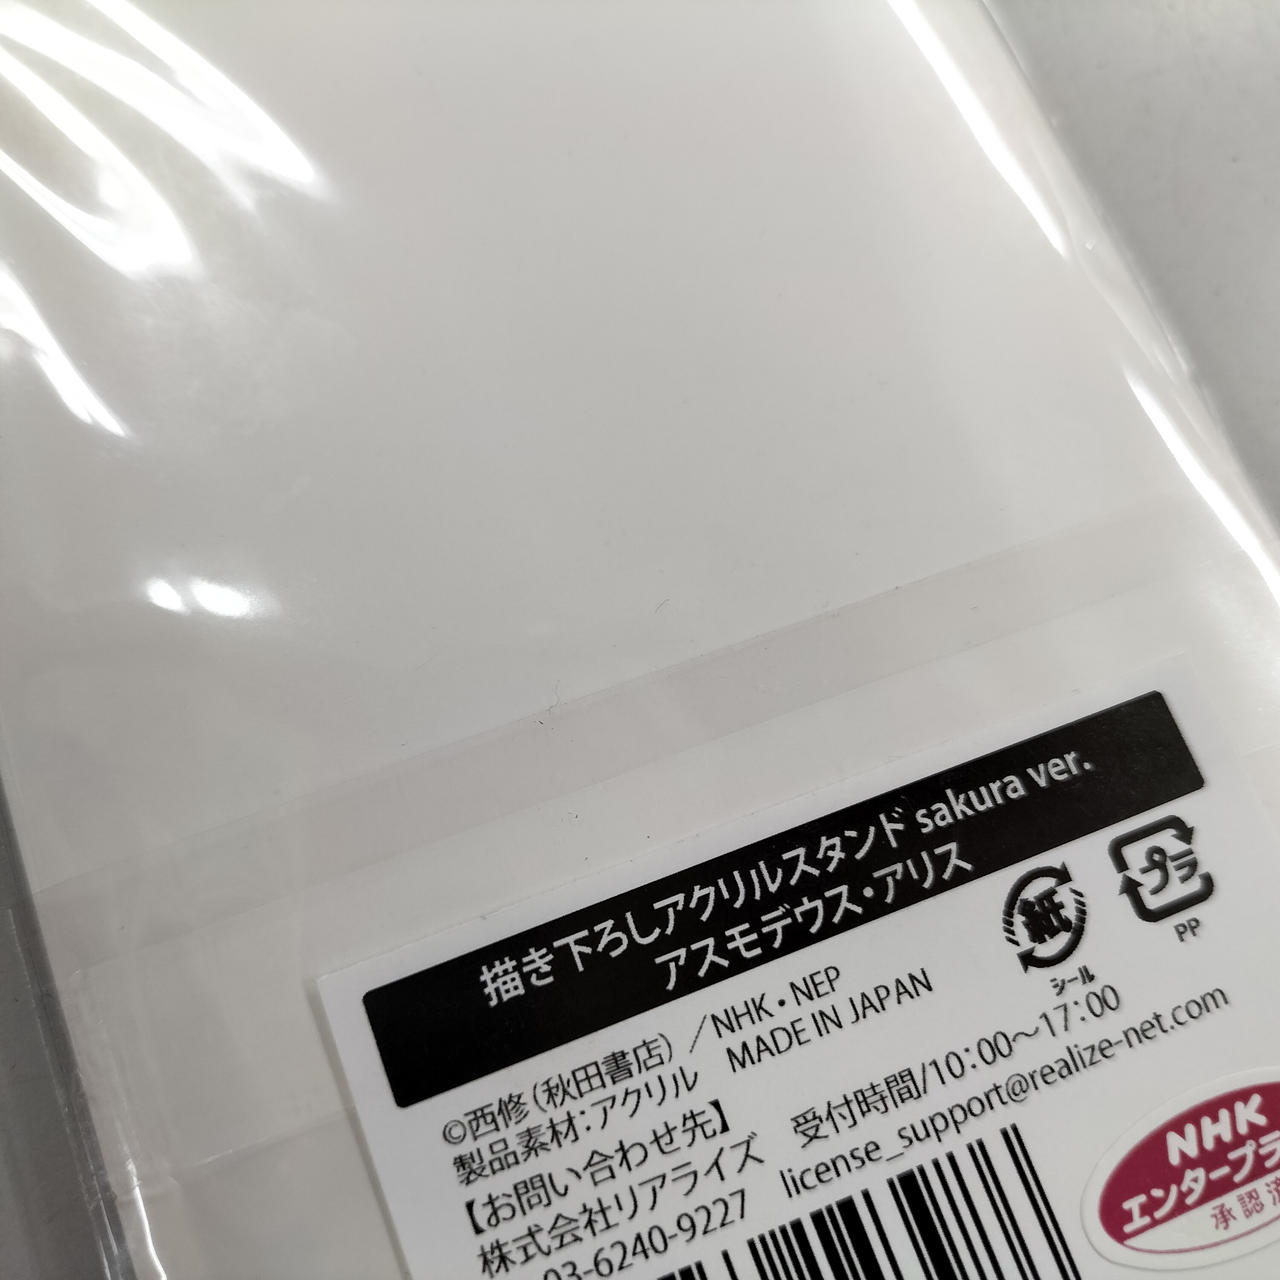 描き下ろしアクリルスタンド sakura ver.
アスモデウス・アリス
©西修(秋田書店)/NHK・NEP
製品素材:アクリル MADE IN JAPAN
【お問い合わせ先】
株式会社リアライズ 受付時間/10:00~17:00
03-6240-9227 license_support@realize-net.com
紙
シール
プラ
PP
NHK
エンタープラ
承認済